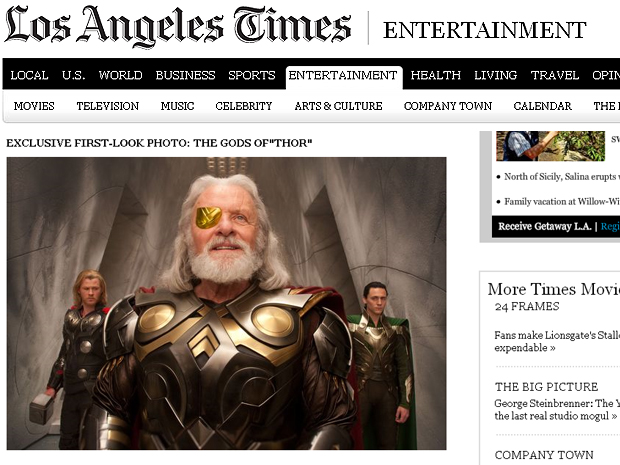 Los Angeles Times | ENTERTAINMENT
LOCAL U.S. WORLD BUSINESS SPORTS ENTERTAINMENT HEALTH LIVING TRAVEL OPIN
MOVIES TELEVISION MUSIC CELEBRITY ARTS & CULTURE COMPANY TOWN CALENDAR THE
EXCLUSIVE FIRST-LOOK PHOTO: THE GODS OF"THOR"
• North of Sicily, Salina erupts
• Family vacation at Willow-Wi
Receive Getaway L.A. | Regi
More Times Movi
24 FRAMES
Fans make Lionsgate's Stall
expendable »
THE BIG PICTURE
George Steinbrenner: The Y
the last real studio mogul »
COMPANY TOWN